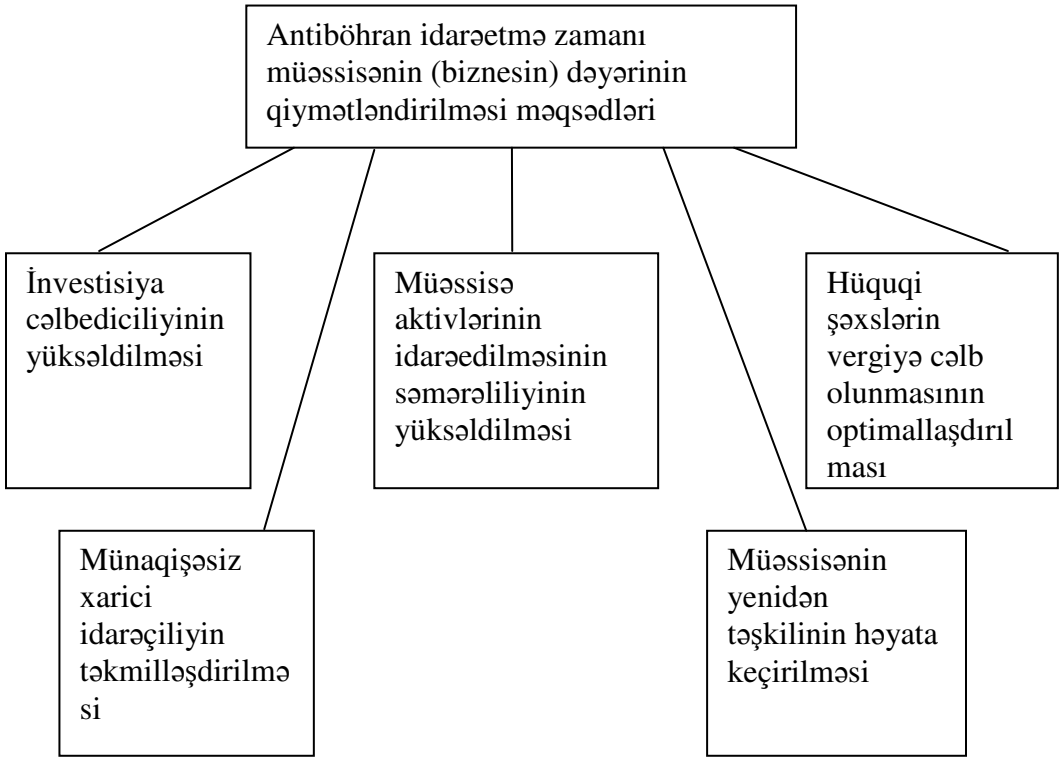 Antiböhran idarəetmə zamanı
müəssisənin (biznesin) dəyərinin
qiymətləndirilməsi məqsədləri
İnvestisiya
cəlbediciliyinin
yüksəldilməsi
Müəssisə
aktivlərinin
idarəedilməsinin
səmərəliliyinin
yüksəldilməsi
Hüquqi
şəxslərin
vergiyə cəlb
olunmasının
optimallaşdırıl
ması
Münaqişəsiz
xarici
idarəçiliyin
təkmilləşdirilmə
si
Müəssisənin
yenidən
təşkilinin həyata
keçirilməsi